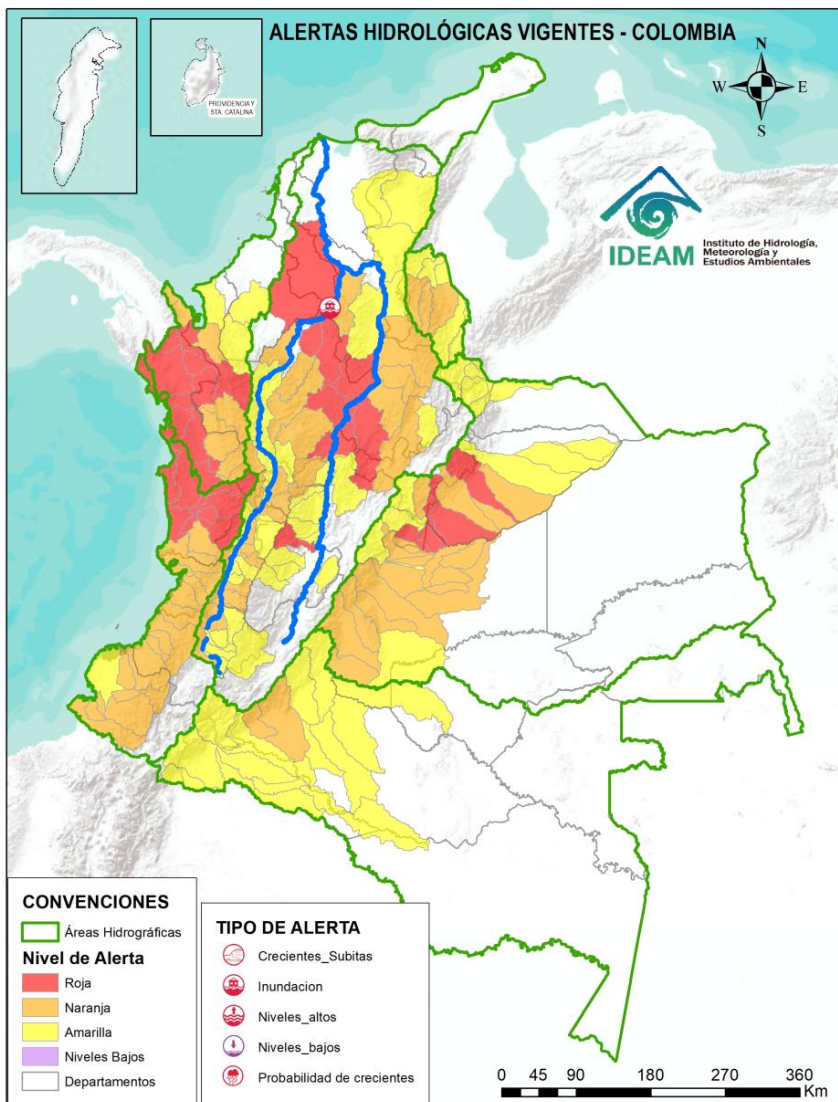 ALERTAS HIDROLÓGICAS VIGENTES - COLOMBIA
PROVIDENCIA Y
STA. CATALINA
N
W
E
S
IDEAM
Instituto de Hidrología,
Meteorología y
Estudios Ambientales
CONVENCIONES
Áreas Hidrográficas
Nivel de Alerta
Roja
Naranja
Amarilla
Niveles Bajos
Departamentos
TIPO DE ALERTA
Crecientes_Subitas
Inundacion
Niveles_altos
Niveles_bajos
Probabilidad de crecientes
0 45 90 180 270 360
Km